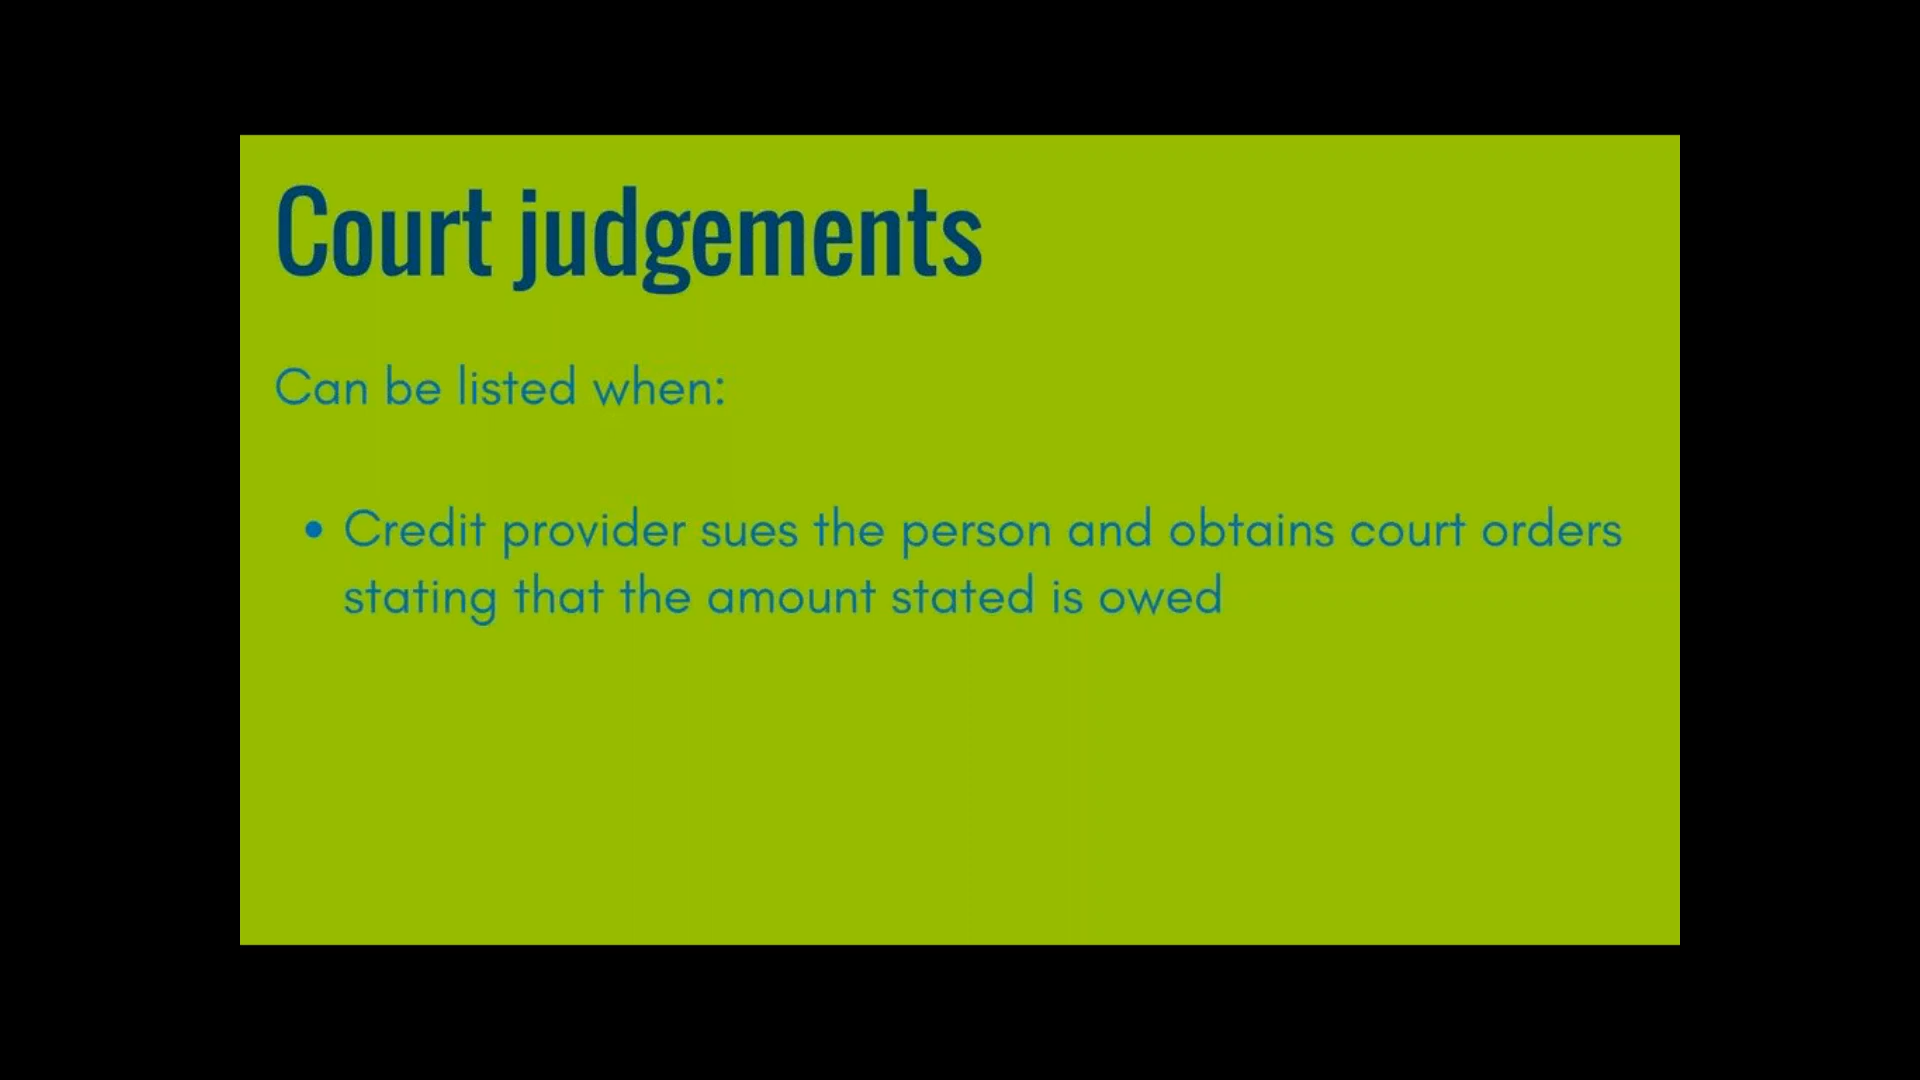 Court judgements
Can be listed when:
• Credit provider sues the person and obtains court orders
stating that the amount stated is owed